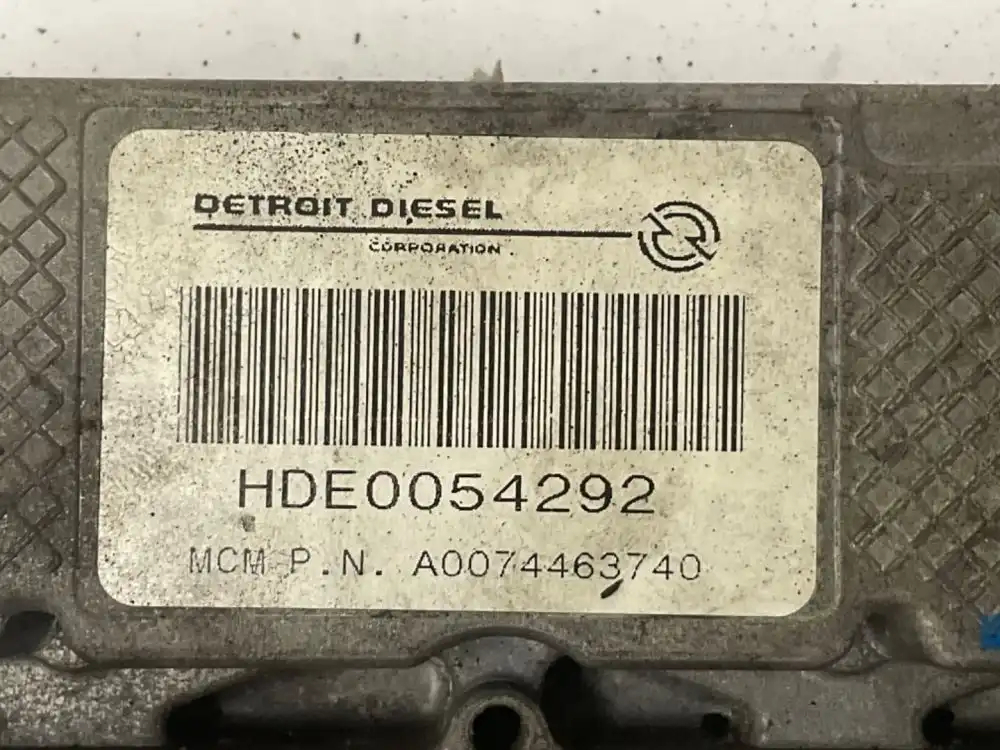 DETROIT DIESEL
CORPORATION
HDE0054292
MCM P.N. A0074463740